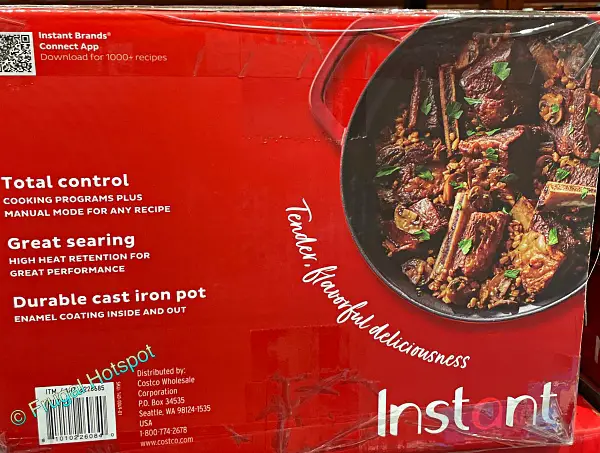 Instant Brands®
Connect App
Download for 1000+ recipes
Total control
COOKING PROGRAMS PLUS
MANUAL MODE FOR ANY RECIPE
Great searing
HIGH HEAT RETENTION FOR
GREAT PERFORMANCE
Durable cast iron pot
ENAMEL COATING INSIDE AND OUT
Tender, flavorful deliciousness
© Frugal Hotspot
Distributed by:
Costco Wholesale
Corporation
P.O. Box 34535
Seattle, WA 98124-1535
USA
1-800-774-2678
www.costco.com
Instant